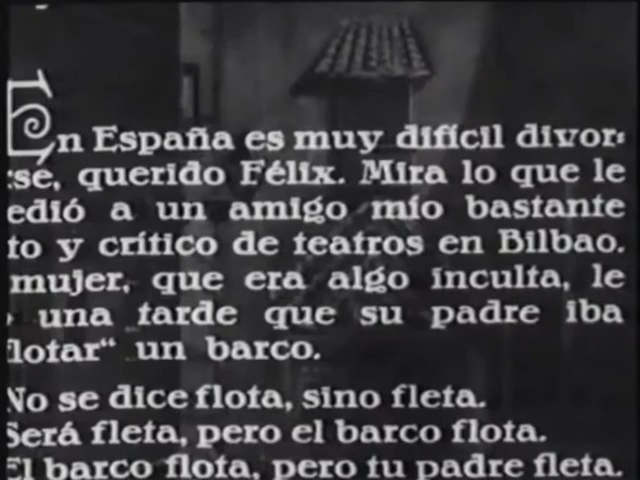 En España es muy difícil divor-
se, querido Félix. Mira lo que le
edió a un amigo mío bastante
to y crítico de teatros en Bilbao.
mujer, que era algo inculta, le
una tarde que su padre iba
flotar“ un barco.
No se dice flota, sino fleta.
Será fleta, pero el barco flota.
El barco flota, pero tu padre fleta.